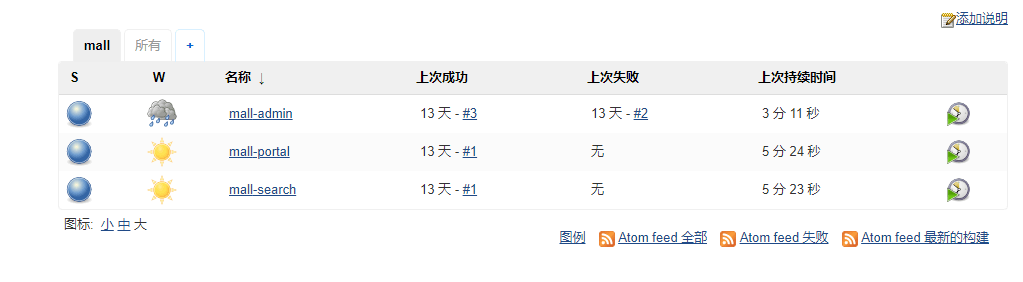 添加说明
mall 所有 +
S W 名称 ↓ 上次成功 上次失败 上次持续时间
mall-admin 13 天 - #3 13 天 - #2 3 分 11 秒
mall-portal 13 天 - #1 无 5 分 24 秒
mall-search 13 天 - #1 无 5 分 23 秒
图标: 小 中 大
图例 Atom feed 全部 Atom feed 失败 Atom feed 最新的构建